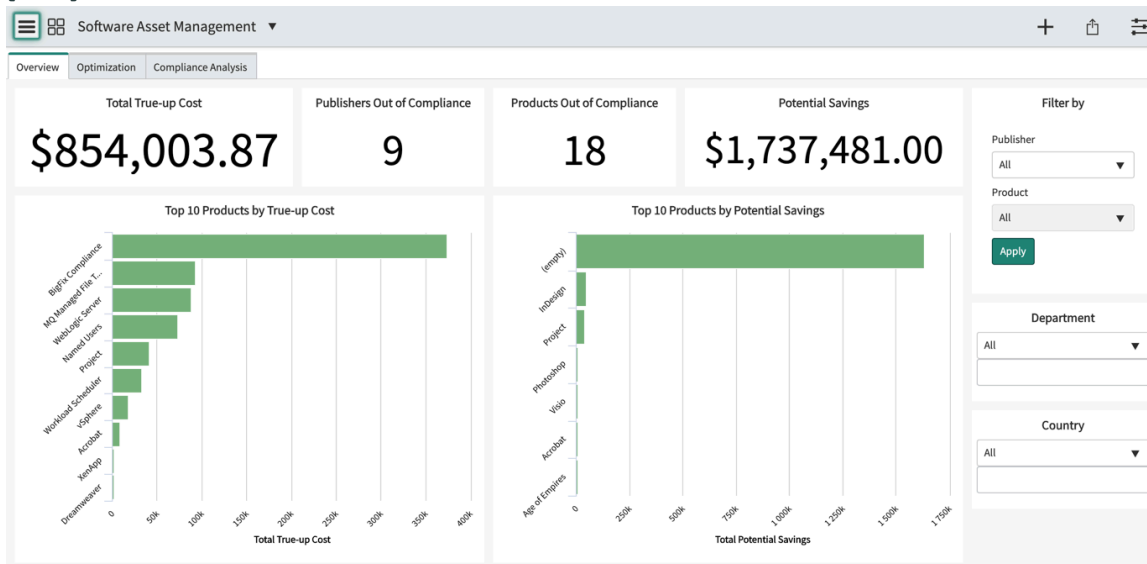 Software Asset Management ▼
Overview Optimization Compliance Analysis
Total True-up Cost
$854,003.87
Publishers Out of Compliance
9
Products Out of Compliance
18
Potential Savings
$1,737,481.00
Top 10 Products by True-up Cost
BigFix Compliance
MQ Managed File T...
WebLogic Server
Named Users
Project
Workload Scheduler
vSphere
Acrobat
XenApp
Dreamweaver
0 50k 100k 150k 200k 250k 300k 350k 400k
Total True-up Cost
Top 10 Products by Potential Savings
(empty)
InDesign
Project
Photoshop
Visio
Acrobat
Age of Empires
0 250k 500k 750k 1 000k 1 250k 1 500k 1 750k
Total Potential Savings
Filter by
Publisher
All ▼
Product
All ▼
Apply
Department
All ▼
Country
All ▼